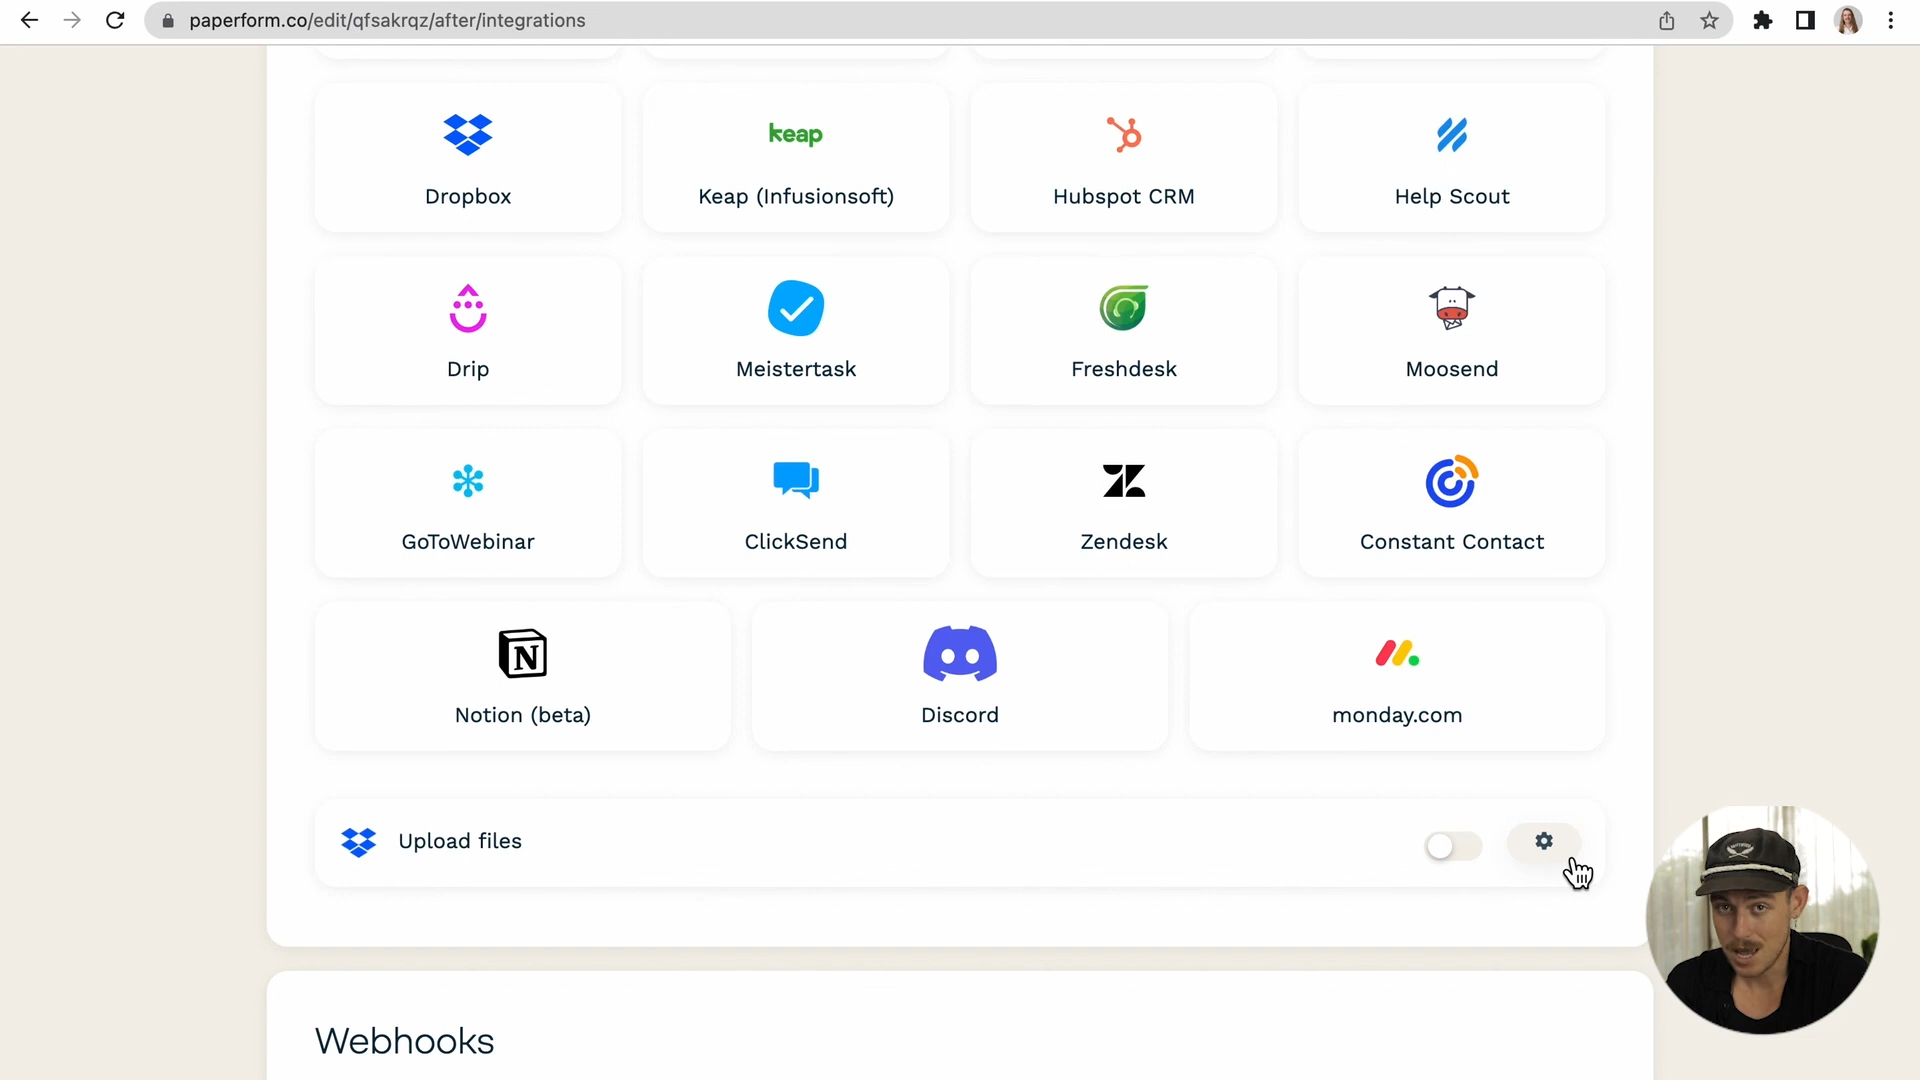 paperform.co/edit/qfsakrqz/after/integrations
keap
Dropbox
Keap (Infusionsoft)
Hubspot CRM
Help Scout
Drip
Meistertask
Freshdesk
Moosend
GoToWebinar
ClickSend
Zendesk
Constant Contact
N
Notion (beta)
Discord
monday.com
Upload files
Webhooks